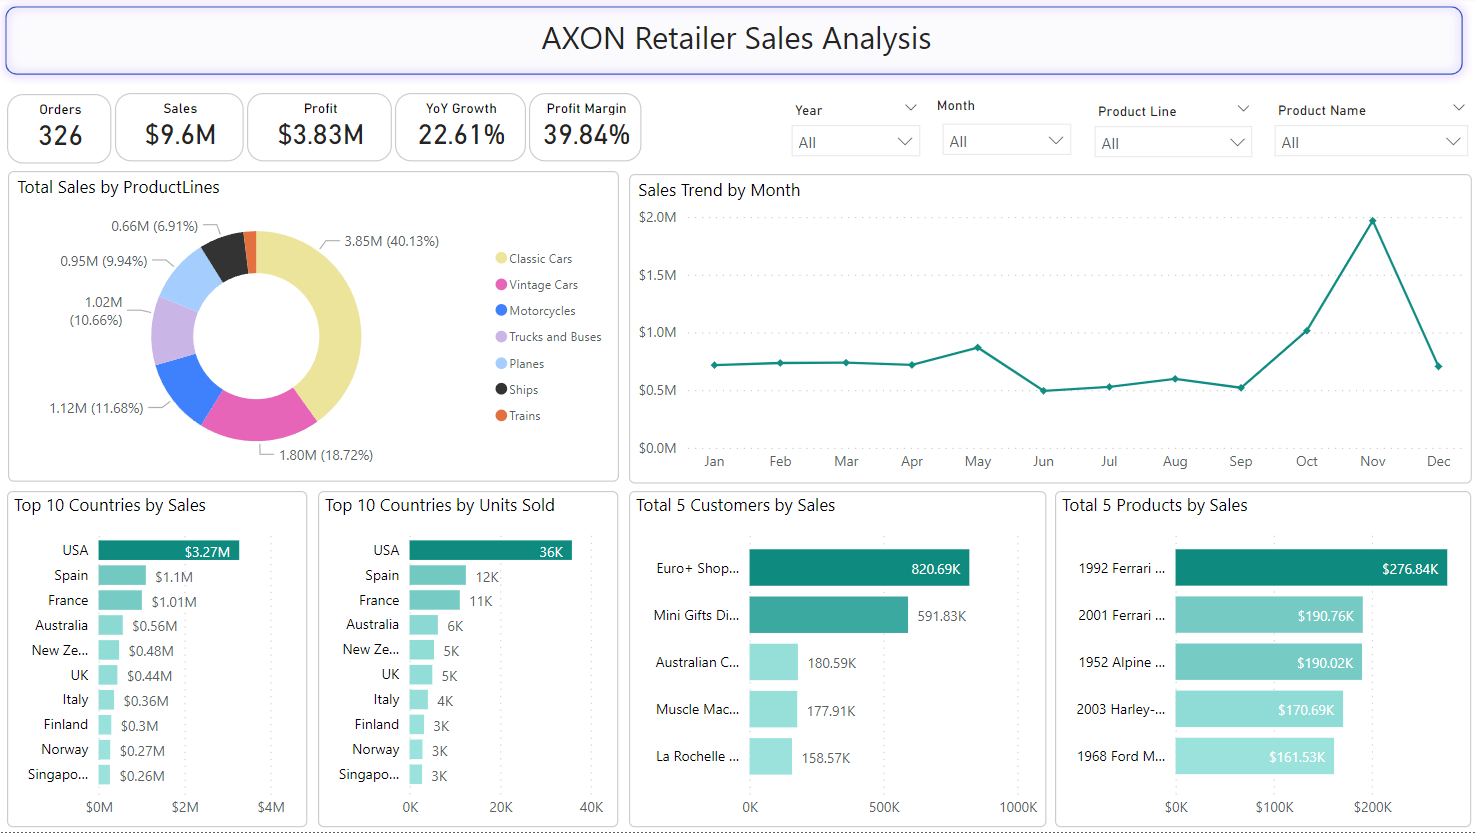 AXON Retailer Sales Analysis
Orders
326
Sales
$9.6M
Profit
$3.83M
YoY Growth
22.61%
Profit Margin
39.84%
Year
All
Month
All
Product Line
All
Product Name
All
Total Sales by ProductLines
0.66M (6.91%)
3.85M (40.13%)
0.95M (9.94%)
1.02M
(10.66%)
1.12M (11.68%)
1.80M (18.72%)
Classic Cars
Vintage Cars
Motorcycles
Trucks and Buses
Planes
Ships
Trains
Sales Trend by Month
$2.0M
$1.5M
$1.0M
$0.5M
$0.0M
Jan Feb Mar Apr May Jun Jul Aug Sep Oct Nov Dec
Top 10 Countries by Sales
USA $3.27M
Spain $1.1M
France $1.01M
Australia $0.56M
New Ze... $0.48M
UK $0.44M
Italy $0.36M
Finland $0.3M
Norway $0.27M
Singapo... $0.26M
$0M $2M $4M
Top 10 Countries by Units Sold
USA 36K
Spain 12K
France 11K
Australia 6K
New Ze... 5K
UK 5K
Italy 4K
Finland 3K
Norway 3K
Singapo... 3K
0K 20K 40K
Total 5 Customers by Sales
Euro+ Shop... 820.69K
Mini Gifts Di... 591.83K
Australian C... 180.59K
Muscle Mac... 177.91K
La Rochelle ... 158.57K
0K 500K 1000K
Total 5 Products by Sales
1992 Ferrari ... $276.84K
2001 Ferrari ... $190.76K
1952 Alpine ... $190.02K
2003 Harley-... $170.69K
1968 Ford M... $161.53K
$0K $100K $200K